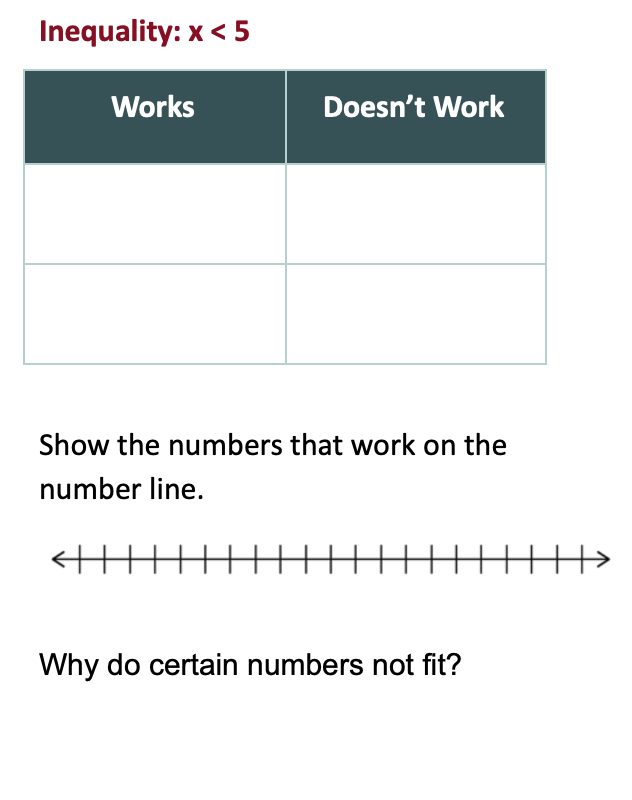 Inequality: x < 5
Works
Doesn’t Work
Show the numbers that work on the
number line.
Why do certain numbers not fit?